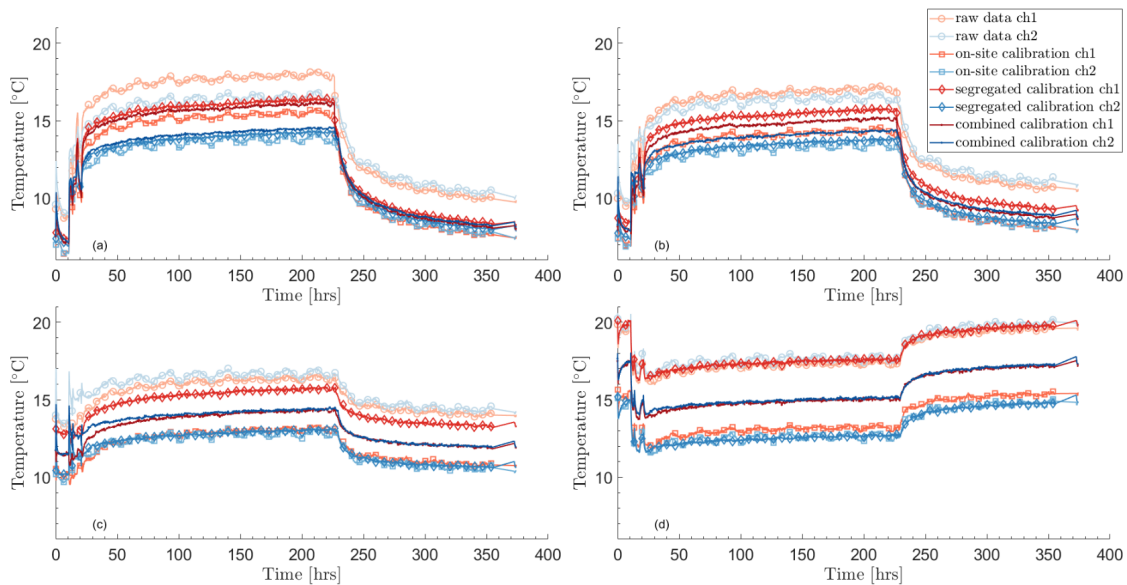 20
15
10
Temperature [°C]
(a)
0 50 100 150 200 250 300 350 400
Time [hrs]
20
15
10
Temperature [°C]
(b)
0 50 100 150 200 250 300 350 400
Time [hrs]
raw data ch1
raw data ch2
on-site calibration ch1
on-site calibration ch2
segregated calibration ch1
segregated calibration ch2
combined calibration ch1
combined calibration ch2
20
15
10
Temperature [°C]
(c)
0 50 100 150 200 250 300 350 400
Time [hrs]
20
15
10
Temperature [°C]
(d)
0 50 100 150 200 250 300 350 400
Time [hrs]